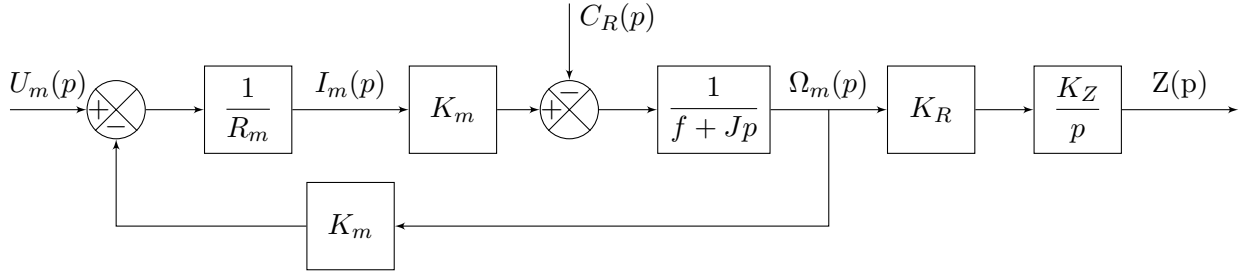 C_R(p)
U_m(p)
+
−
1
R_m
I_m(p)
K_m
+
−
1
f + Jp
Ω_m(p)
K_R
K_Z
p
Z(p)
K_m